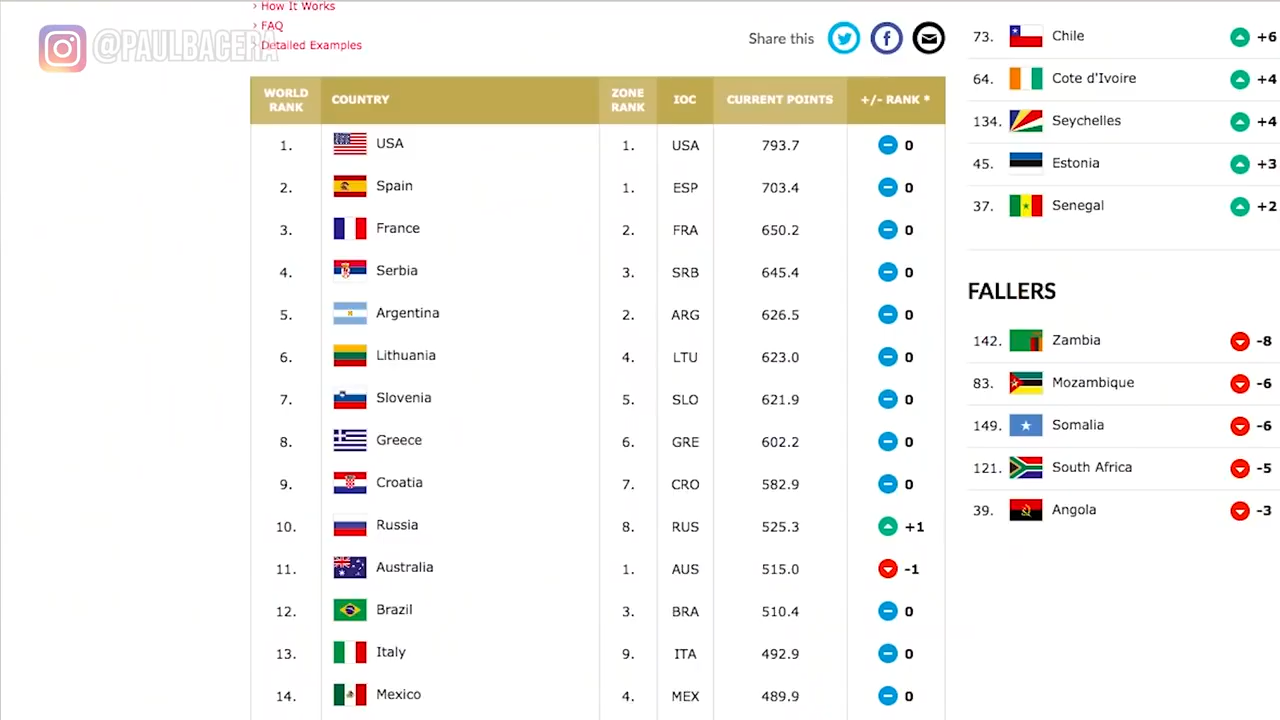 › How It Works
› FAQ
› Detailed Examples
@PAULBACERA
Share this
WORLD RANK COUNTRY ZONE RANK IOC CURRENT POINTS +/- RANK *
1. USA 1. USA 793.7 0
2. Spain 1. ESP 703.4 0
3. France 2. FRA 650.2 0
4. Serbia 3. SRB 645.4 0
5. Argentina 2. ARG 626.5 0
6. Lithuania 4. LTU 623.0 0
7. Slovenia 5. SLO 621.9 0
8. Greece 6. GRE 602.2 0
9. Croatia 7. CRO 582.9 0
10. Russia 8. RUS 525.3 +1
11. Australia 1. AUS 515.0 -1
12. Brazil 3. BRA 510.4 0
13. Italy 9. ITA 492.9 0
14. Mexico 4. MEX 489.9 0
73. Chile +6
64. Cote d'Ivoire +4
134. Seychelles +4
45. Estonia +3
37. Senegal +2
FALLERS
142. Zambia -8
83. Mozambique -6
149. Somalia -6
121. South Africa -5
39. Angola -3